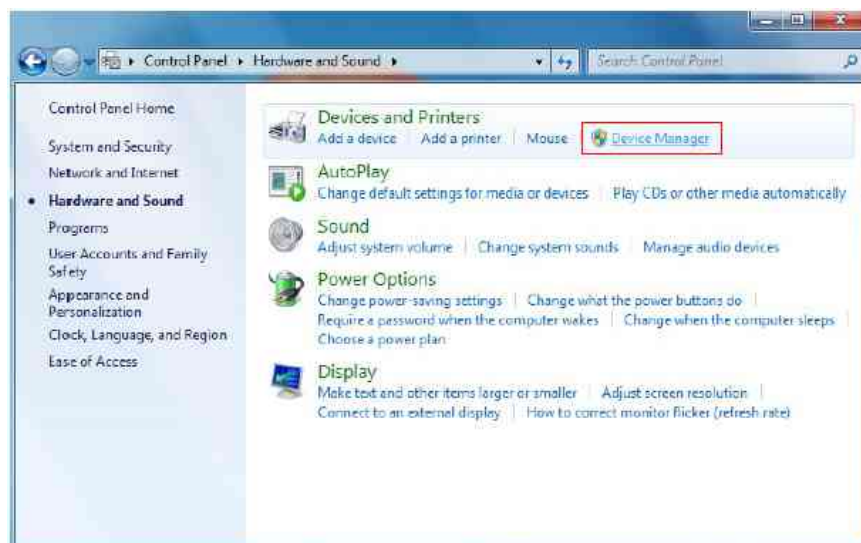 Control Panel ▸ Hardware and Sound ▸
Search Control Panel
Control Panel Home
System and Security
Network and Internet
Hardware and Sound
Programs
User Accounts and Family
Safety
Appearance and
Personalization
Clock, Language, and Region
Ease of Access
Devices and Printers
Add a device | Add a printer | Mouse | Device Manager
AutoPlay
Change default settings for media or devices | Play CDs or other media automatically
Sound
Adjust system volume | Change system sounds | Manage audio devices
Power Options
Change power-saving settings | Change what the power buttons do |
Require a password when the computer wakes | Change when the computer sleeps |
Choose a power plan
Display
Make text and other items larger or smaller | Adjust screen resolution |
Connect to an external display | How to correct monitor flicker (refresh rate)